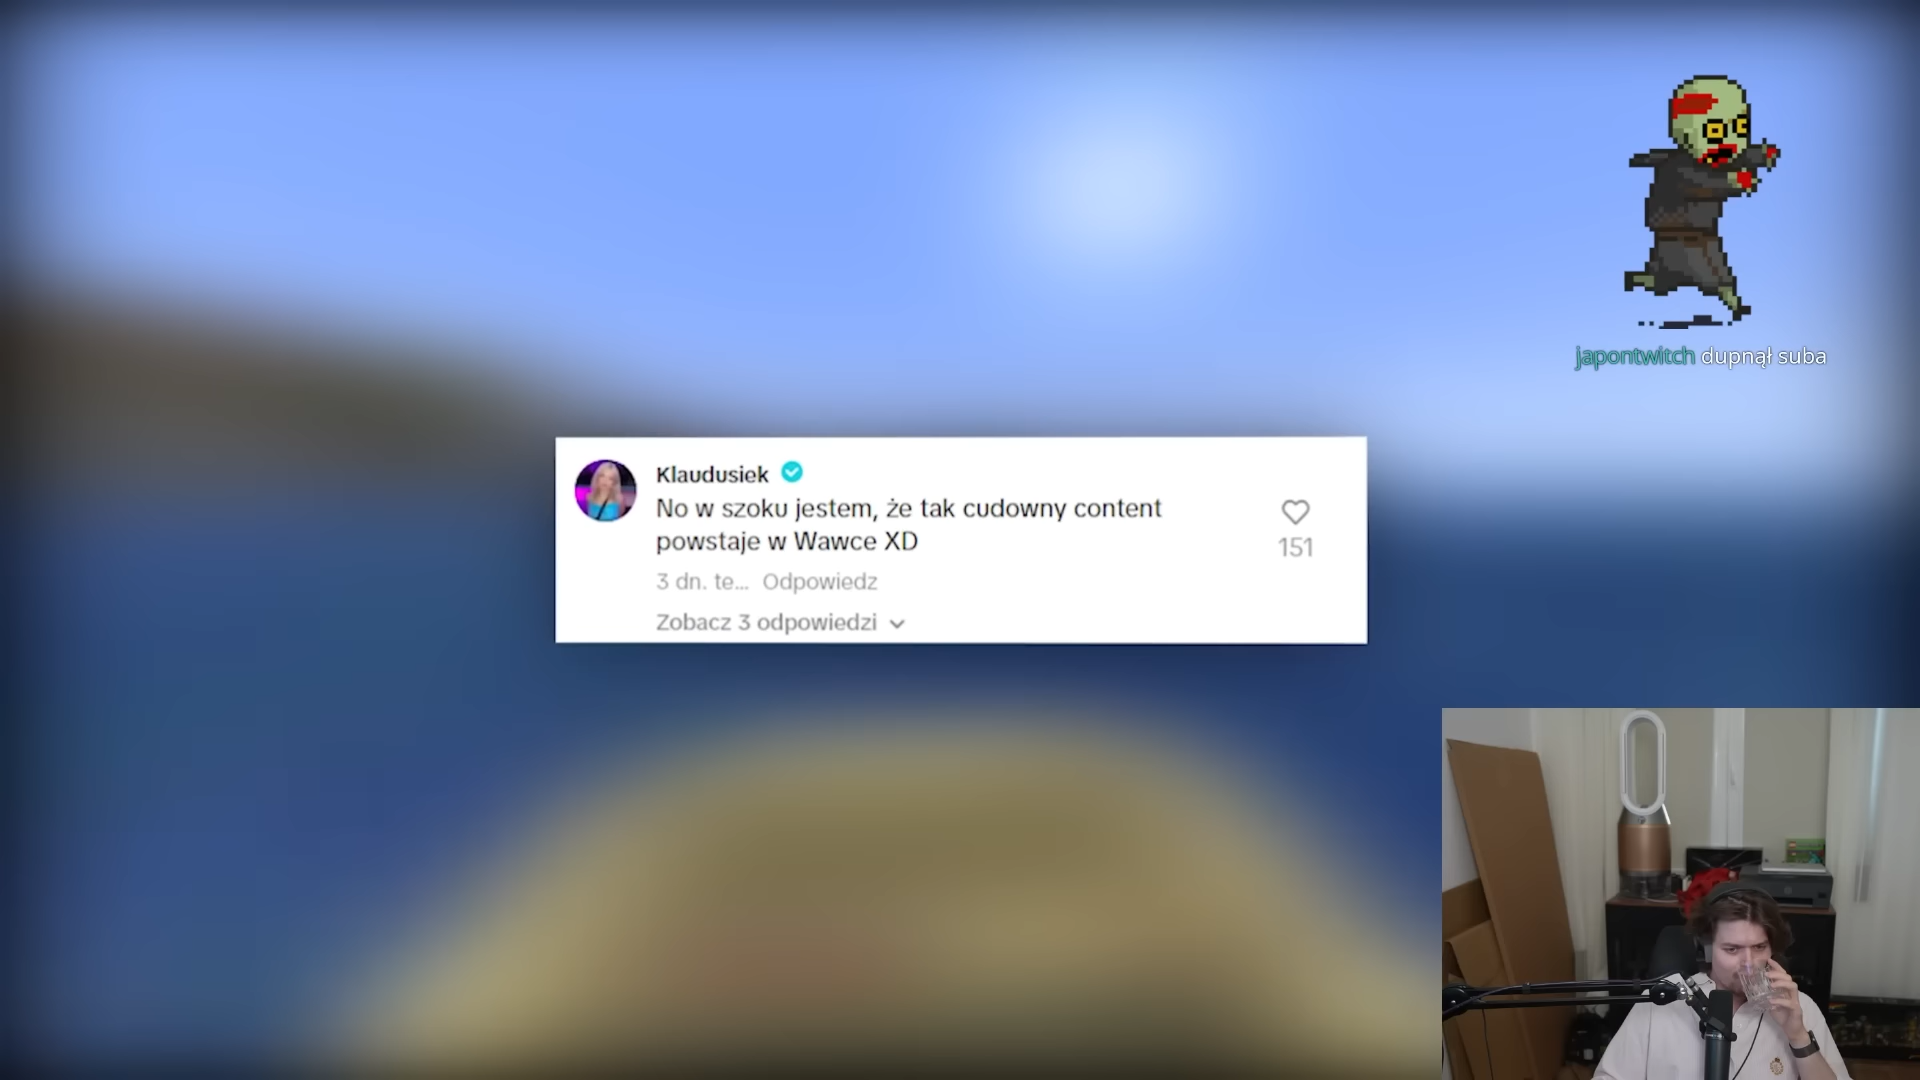 japontwitch dupnął suba
Klaudusiek
No w szoku jestem, że tak cudowny content
powstaje w Wawce XD
151
3 dn. te... Odpowiedz
Zobacz 3 odpowiedzi